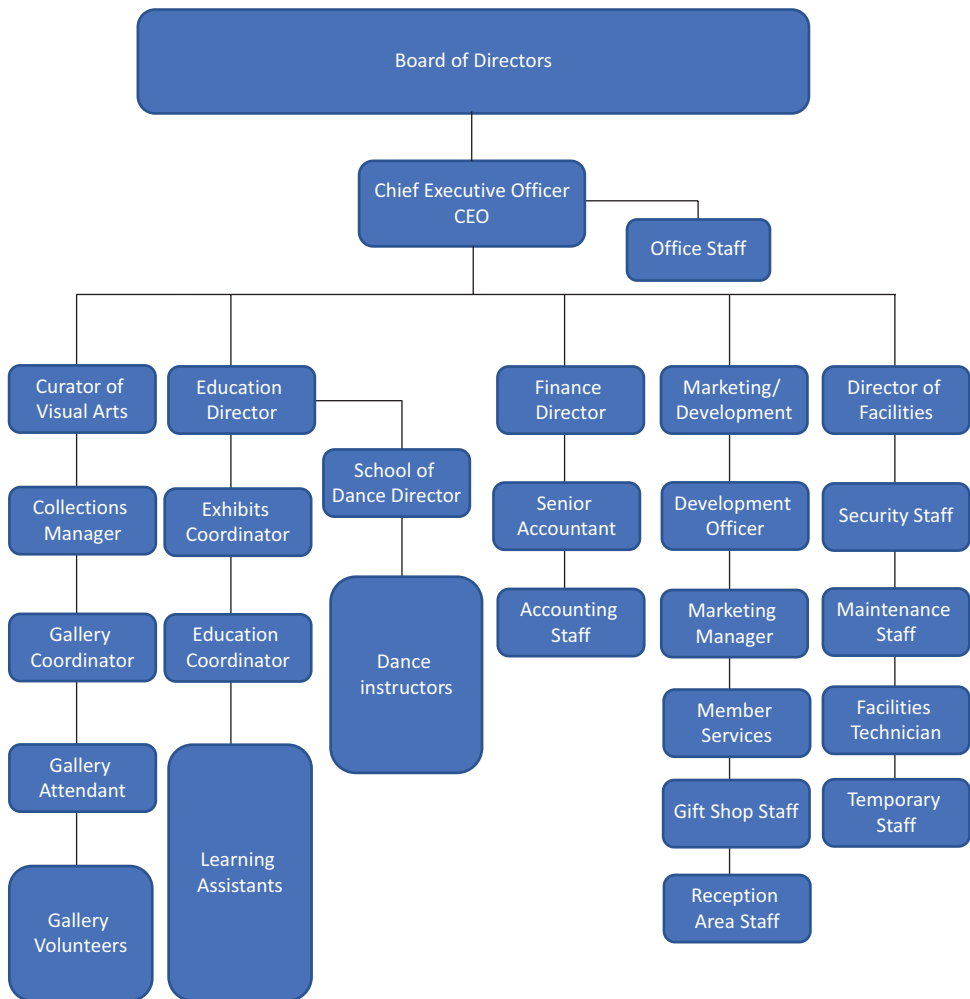 Board of Directors
Chief Executive Officer
CEO
Office Staff
Curator of
Visual Arts
Education
Director
Finance
Director
Marketing/
Development
Director of
Facilities
School of
Dance Director
Collections
Manager
Exhibits
Coordinator
Senior
Accountant
Development
Officer
Security Staff
Gallery
Coordinator
Education
Coordinator
Dance
instructors
Accounting
Staff
Marketing
Manager
Maintenance
Staff
Member
Services
Facilities
Technician
Gallery
Attendant
Learning
Assistants
Gift Shop Staff
Temporary
Staff
Gallery
Volunteers
Reception
Area Staff